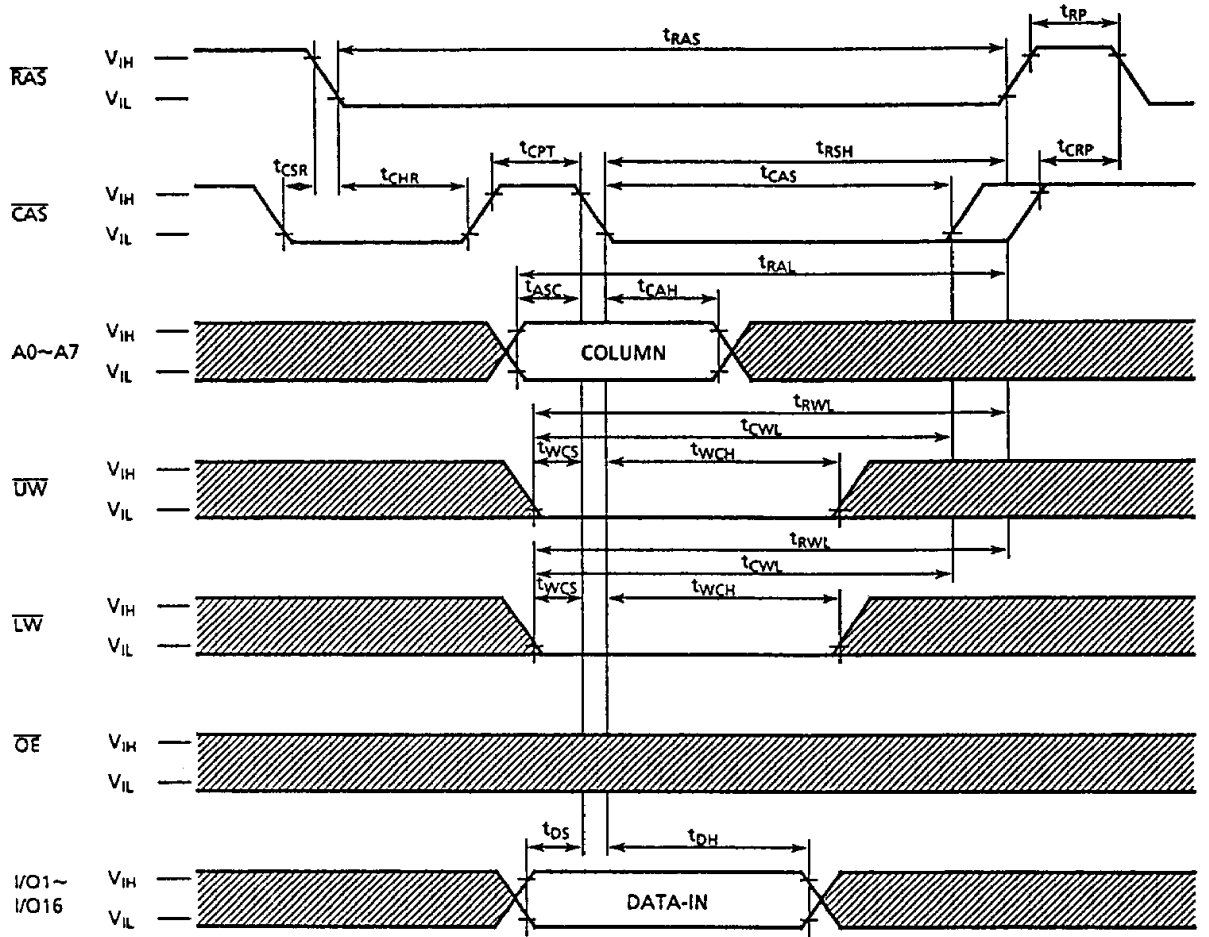 tRP
tRAS
RAS
VIH
VIL
tCPT
tRSH
tCRP
tCSR
tCHR
tCAS
CAS
VIH
VIL
tRAL
tASC
tCAH
A0~A7
VIH
VIL
COLUMN
tRWL
tCWL
tWCS
tWCH
UW
VIH
VIL
tRWL
tCWL
tWCS
tWCH
LW
VIH
VIL
OE
VIH
VIL
tDS
tDH
I/O1~
I/O16
VIH
VIL
DATA-IN